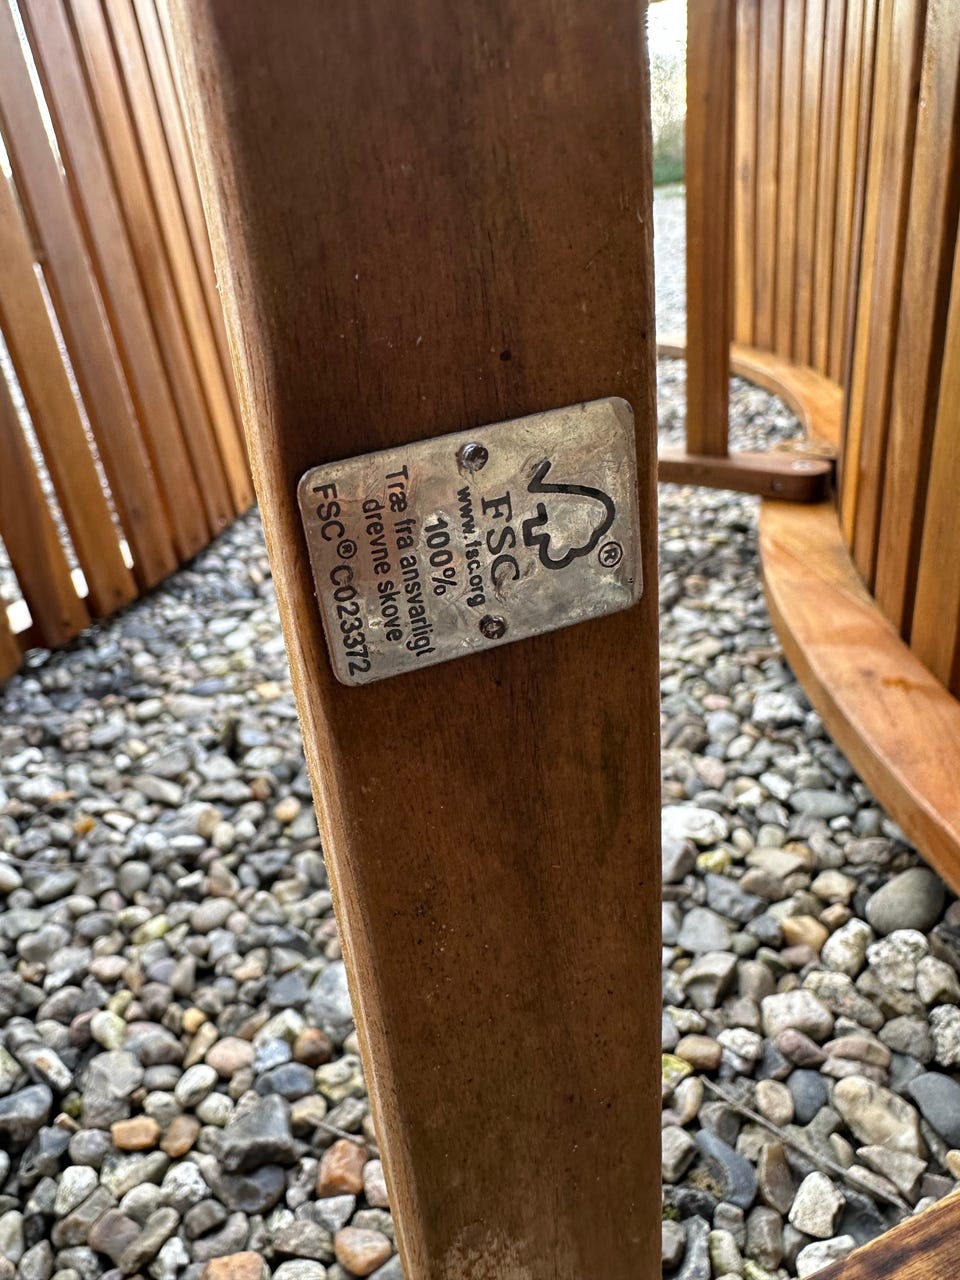 ®
FSC
www.fsc.org
100%
Træ fra ansvarligt
drevne skove
FSC® C023372